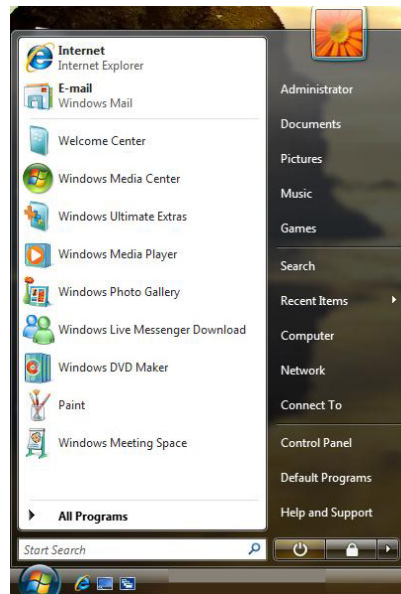 Internet
Internet Explorer
E-mail
Windows Mail
Welcome Center
Windows Media Center
Windows Ultimate Extras
Windows Media Player
Windows Photo Gallery
Windows Live Messenger Download
Windows DVD Maker
Paint
Windows Meeting Space
All Programs
Start Search
Administrator
Documents
Pictures
Music
Games
Search
Recent Items
Computer
Network
Connect To
Control Panel
Default Programs
Help and Support